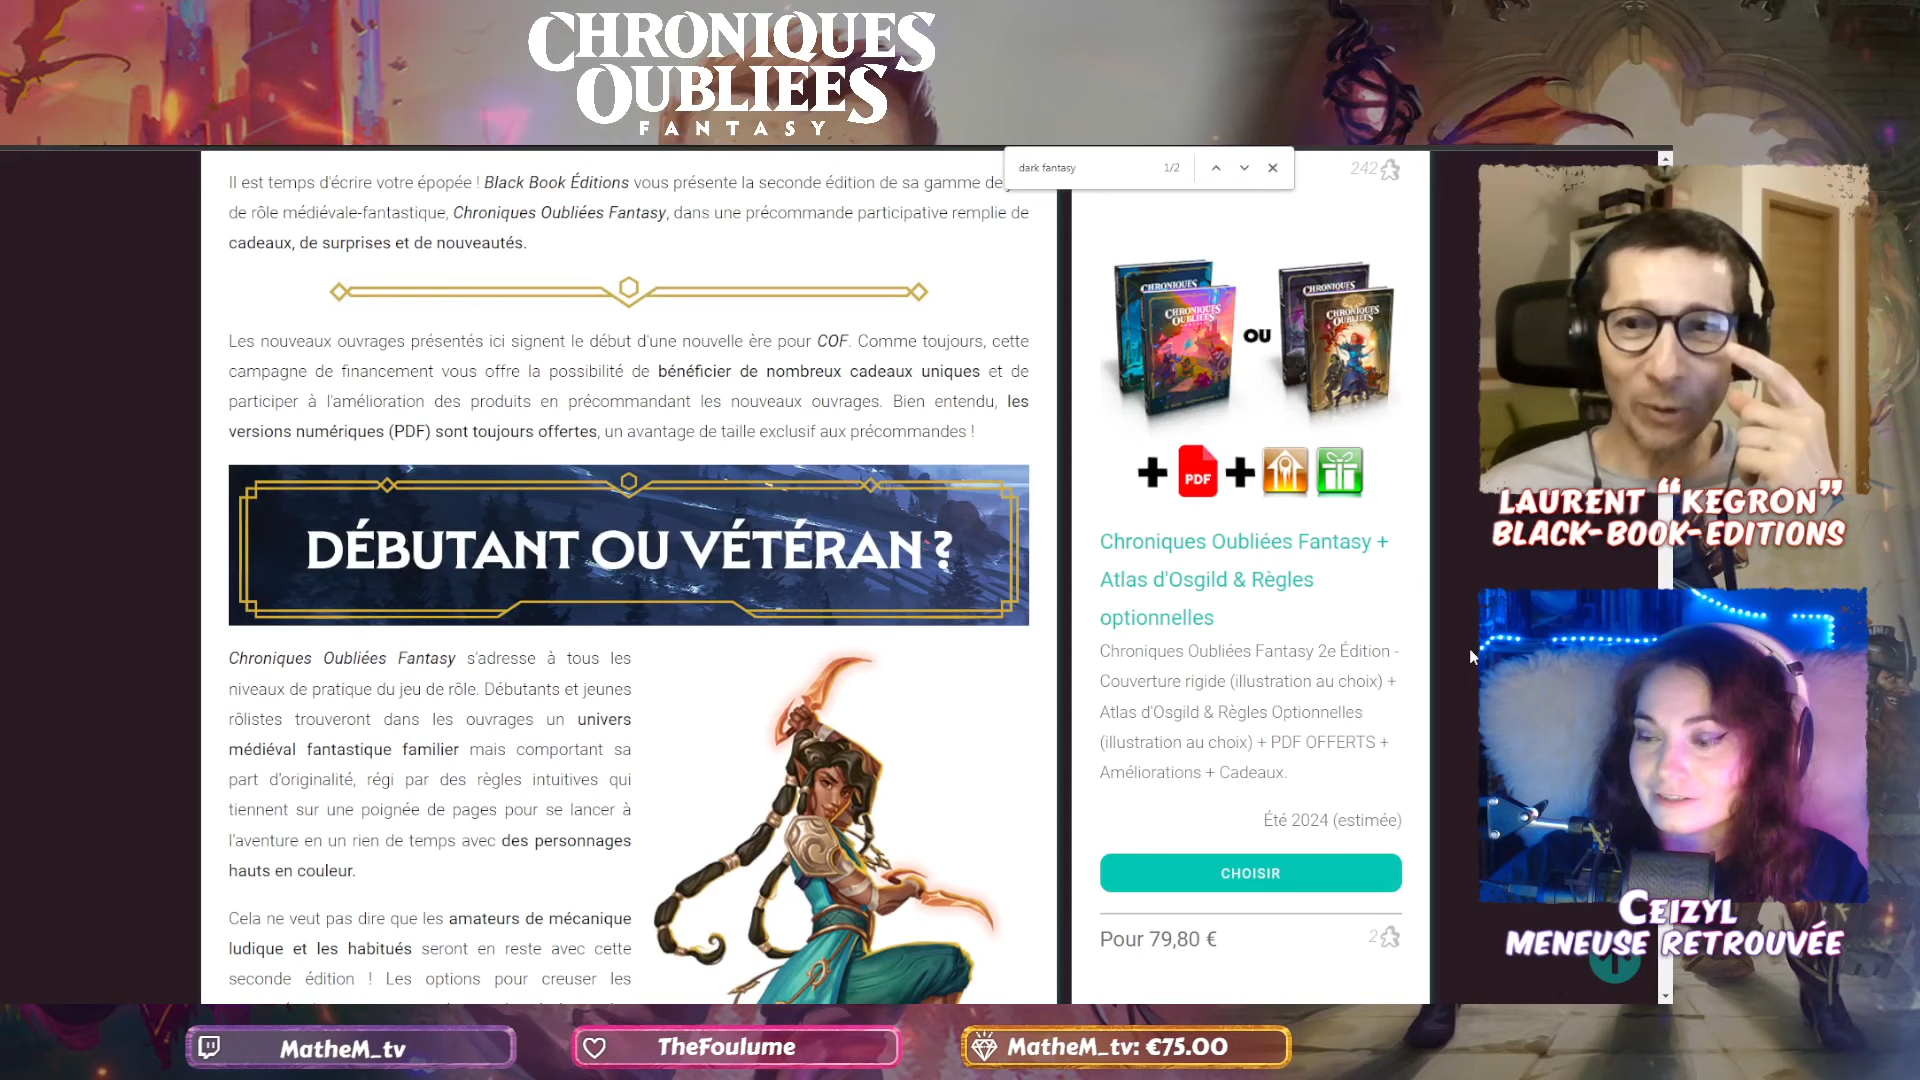 CHRONIQUES
OUBLIÉES
FANTASY
dark fantasy 1/2
242
Il est temps d'écrire votre épopée ! Black Book Éditions vous présente la seconde édition de sa gamme de
de rôle médiévale-fantastique, Chroniques Oubliées Fantasy, dans une précommande participative remplie de
cadeaux, de surprises et de nouveautés.
Les nouveaux ouvrages présentés ici signent le début d'une nouvelle ère pour COF. Comme toujours, cette
campagne de financement vous offre la possibilité de bénéficier de nombreux cadeaux uniques et de
participer à l'amélioration des produits en précommandant les nouveaux ouvrages. Bien entendu, les
versions numériques (PDF) sont toujours offertes, un avantage de taille exclusif aux précommandes !
DÉBUTANT OU VÉTÉRAN ?
Chroniques Oubliées Fantasy s'adresse à tous les
niveaux de pratique du jeu de rôle. Débutants et jeunes
rôlistes trouveront dans les ouvrages un univers
médiéval fantastique familier mais comportant sa
part d'originalité, régi par des règles intuitives qui
tiennent sur une poignée de pages pour se lancer à
l'aventure en un rien de temps avec des personnages
hauts en couleur.
Cela ne veut pas dire que les amateurs de mécanique
ludique et les habitués seront en reste avec cette
seconde édition ! Les options pour creuser les
CHRONIQUES
CHRONIQUES
OUBLIÉES
OU
CHRONIQUES
CHRONIQUES
OUBLIÉES
PDF
Chroniques Oubliées Fantasy +
Atlas d'Osgild & Règles
optionnelles
Chroniques Oubliées Fantasy 2e Édition -
Couverture rigide (illustration au choix) +
Atlas d'Osgild & Règles Optionnelles
(illustration au choix) + PDF OFFERTS +
Améliorations + Cadeaux.
Été 2024 (estimée)
CHOISIR
Pour 79,80 €
2
LAURENT "KEGRON"
BLACK-BOOK-EDITIONS
CEIZYL
MENEUSE RETROUVÉE
MatheM_tv
TheFoulume
MatheM_tv: €75.00